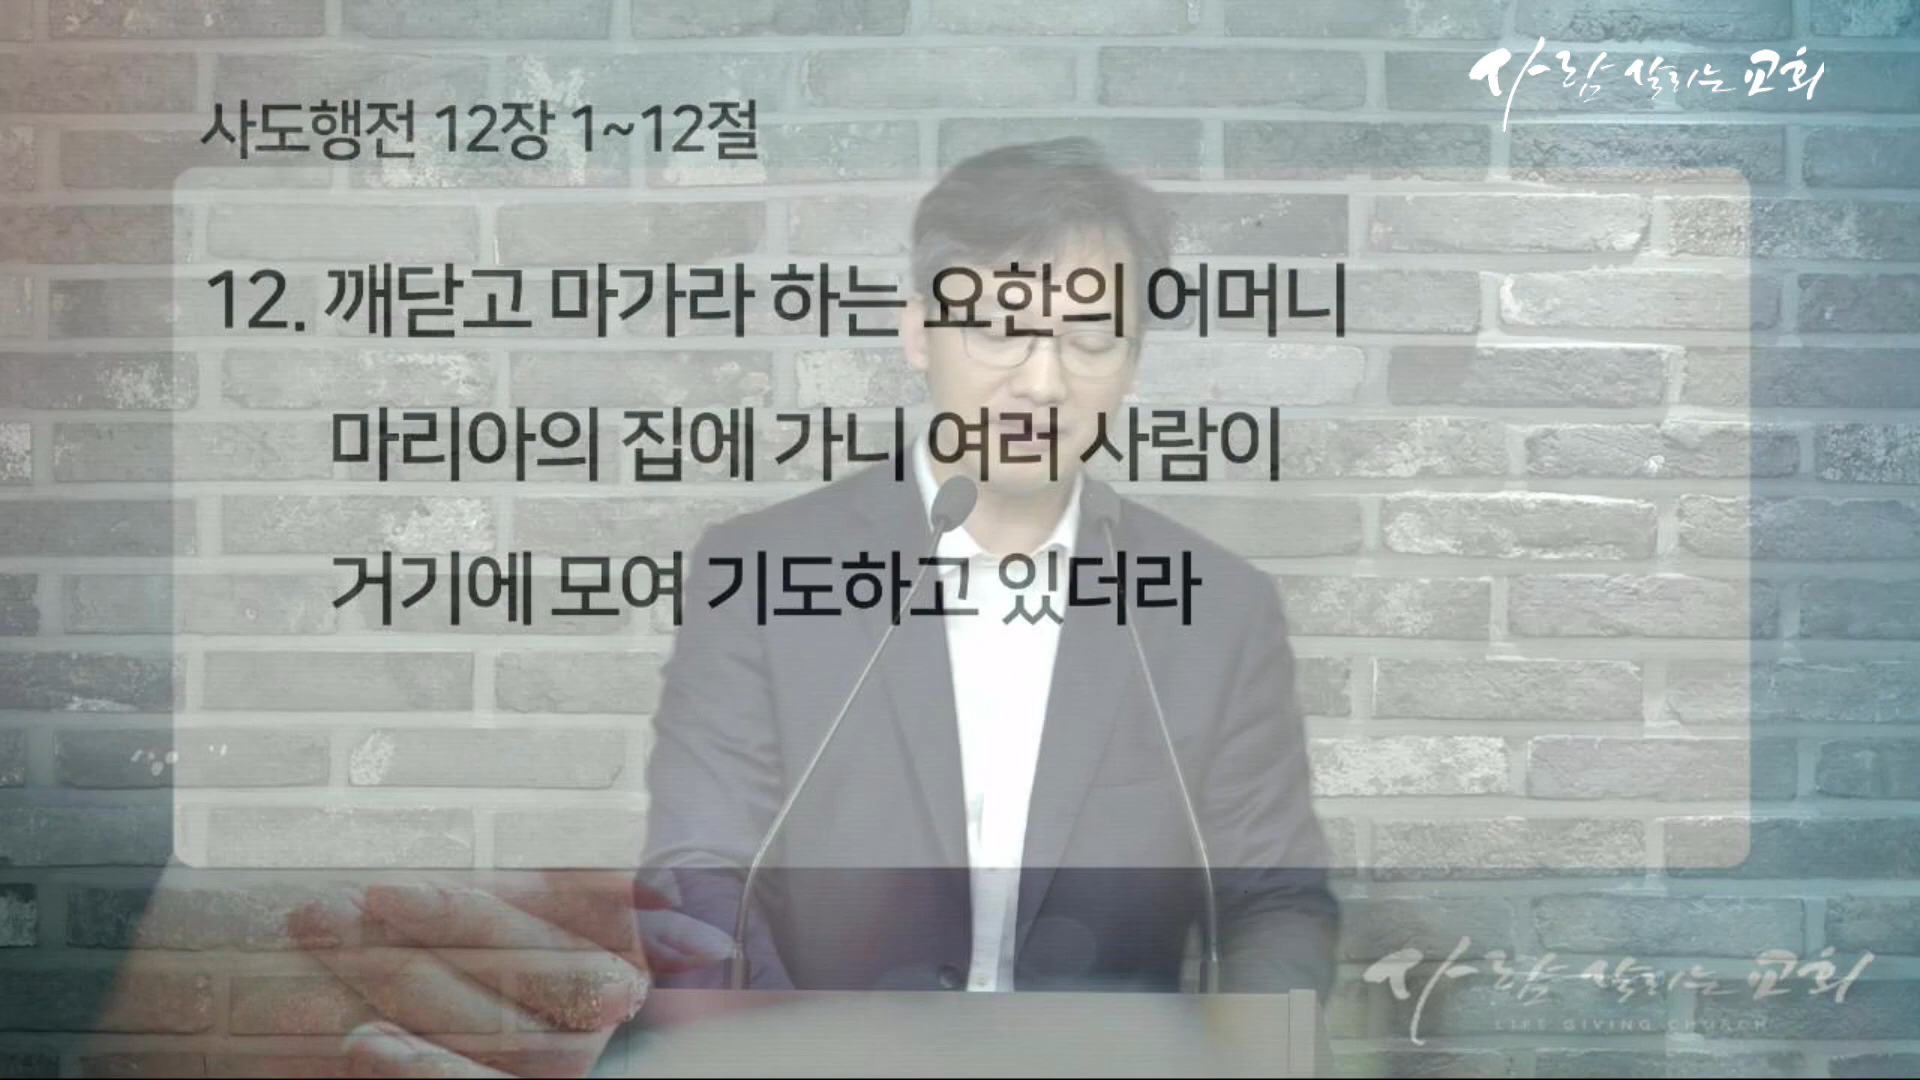 사람 살리는 교회
사도행전 12장 1~12절
12. 깨닫고 마가라 하는 요한의 어머니
마리아의 집에 가니 여러 사람이
거기에 모여 기도하고 있더라
사람 살리는 교회
LIFE GIVING CHURCH